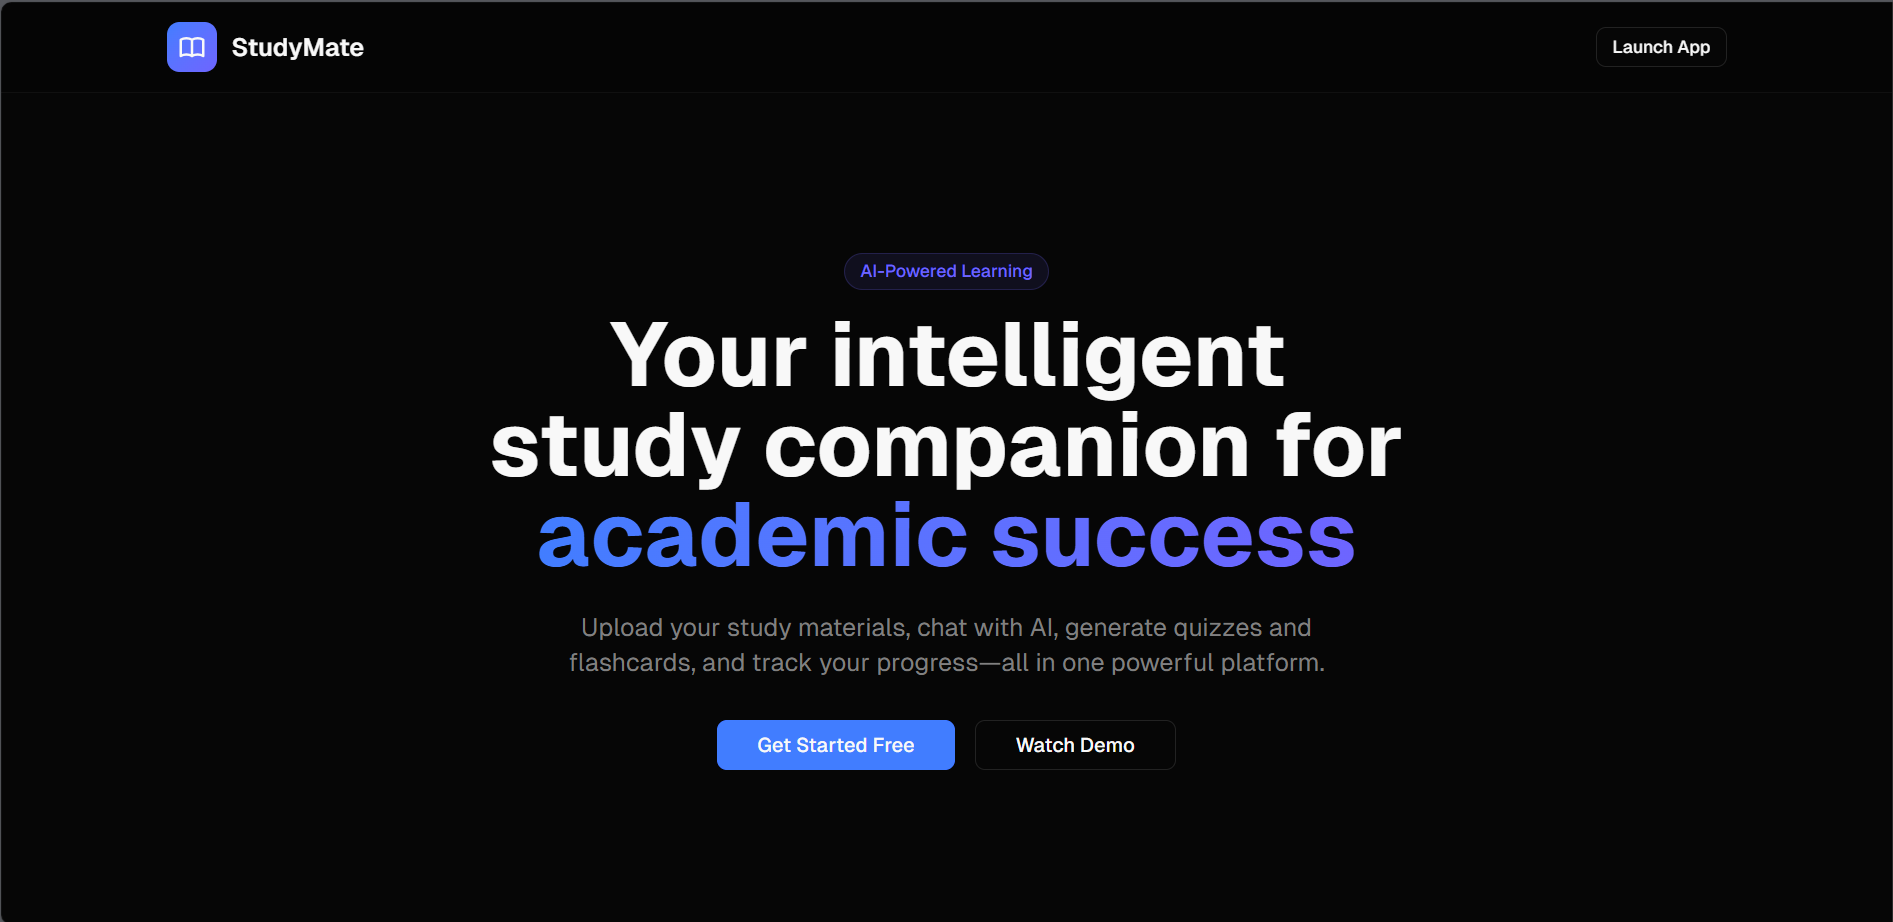 StudyMate
Launch App
AI-Powered Learning
Your intelligent
study companion for
academic success
Upload your study materials, chat with AI, generate quizzes and
flashcards, and track your progress—all in one powerful platform.
Get Started Free
Watch Demo